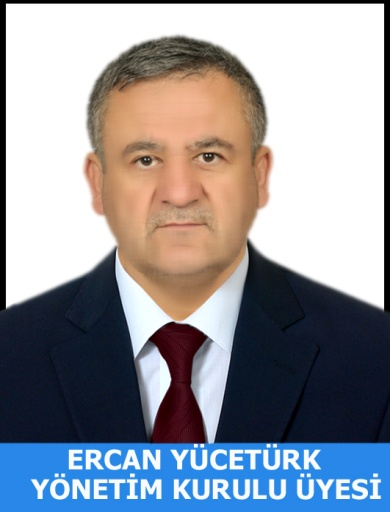 ERCAN YÜCETÜRK
YÖNETİM KURULU ÜYESİ